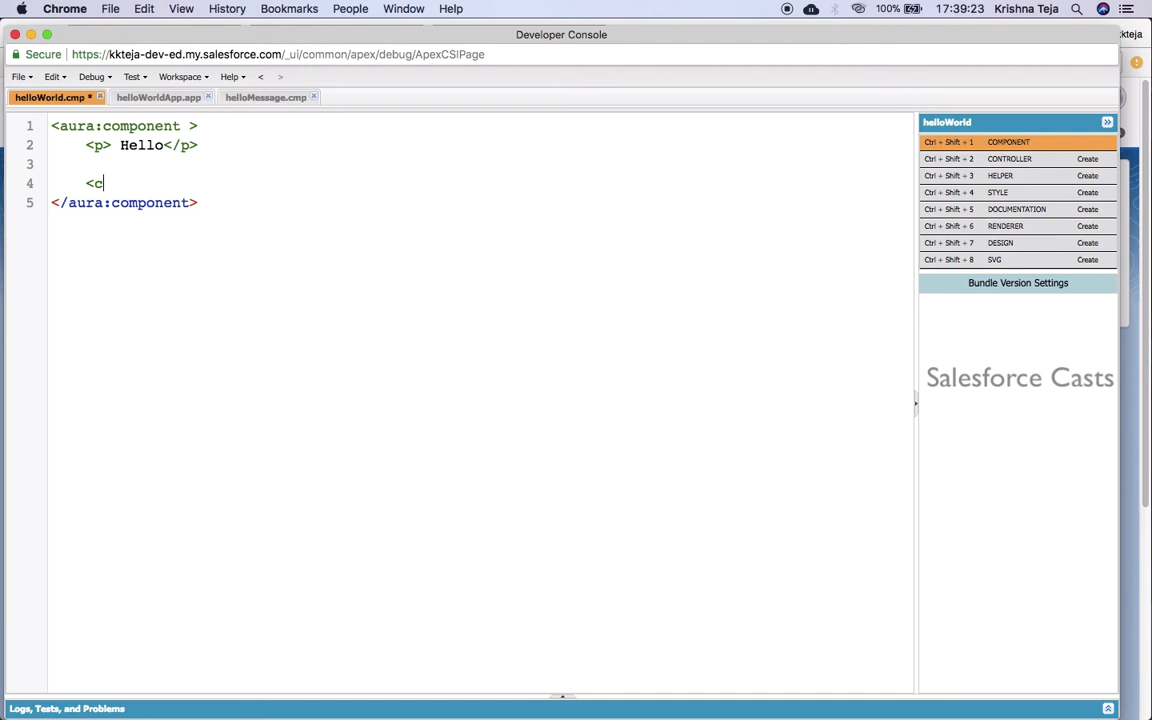 Chrome File Edit View History Bookmarks People Window Help 100% 17:39:23 Krishna Teja
Developer Console
kteja
Secure https://kkteja-dev-ed.my.salesforce.com/_ui/common/apex/debug/ApexCSIPage
File Edit Debug Test Workspace Help < >
helloWorld.cmp * helloWorldApp.app helloMessage.cmp
1 <aura:component >
2 <p> Hello</p>
3
4 <c
5 </aura:component>
helloWorld
Ctrl + Shift + 1 COMPONENT
Ctrl + Shift + 2 CONTROLLER Create
Ctrl + Shift + 3 HELPER Create
Ctrl + Shift + 4 STYLE Create
Ctrl + Shift + 5 DOCUMENTATION Create
Ctrl + Shift + 6 RENDERER Create
Ctrl + Shift + 7 DESIGN Create
Ctrl + Shift + 8 SVG Create
Bundle Version Settings
Salesforce Casts
Logs, Tests, and Problems